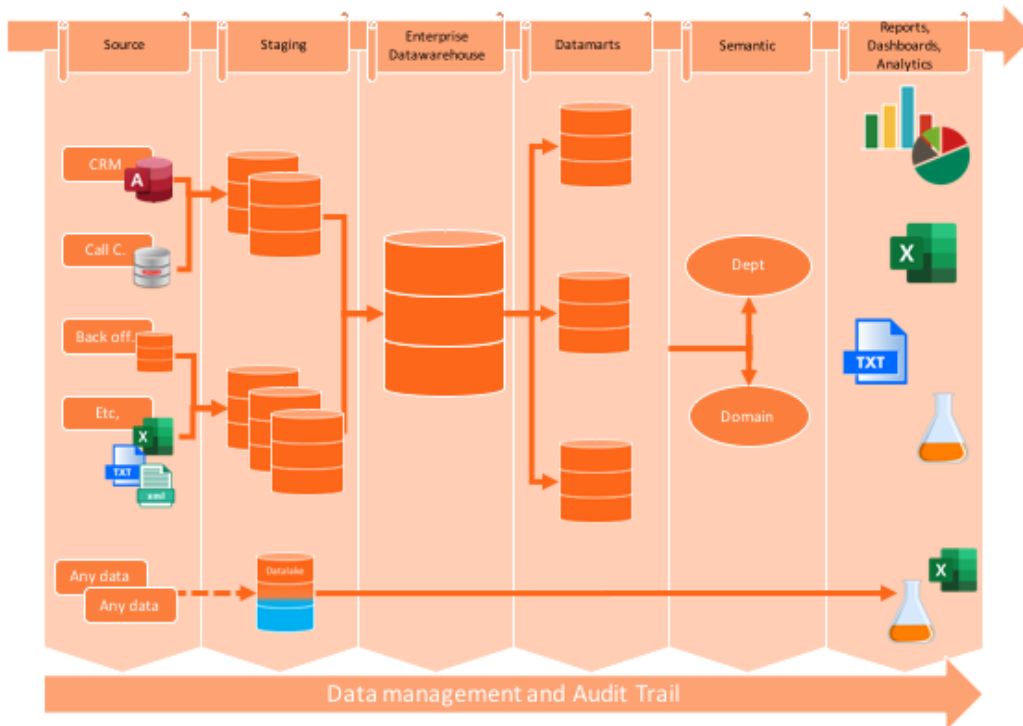 Source
Staging
Enterprise
Datawarehouse
Datamarts
Semantic
Reports,
Dashboards,
Analytics
CRM
A
Call C.
Back off.
Etc,
X
TXT
xml
Dept
Domain
X
TXT
Any data
Any data
Datalake
X
Data management and Audit Trail